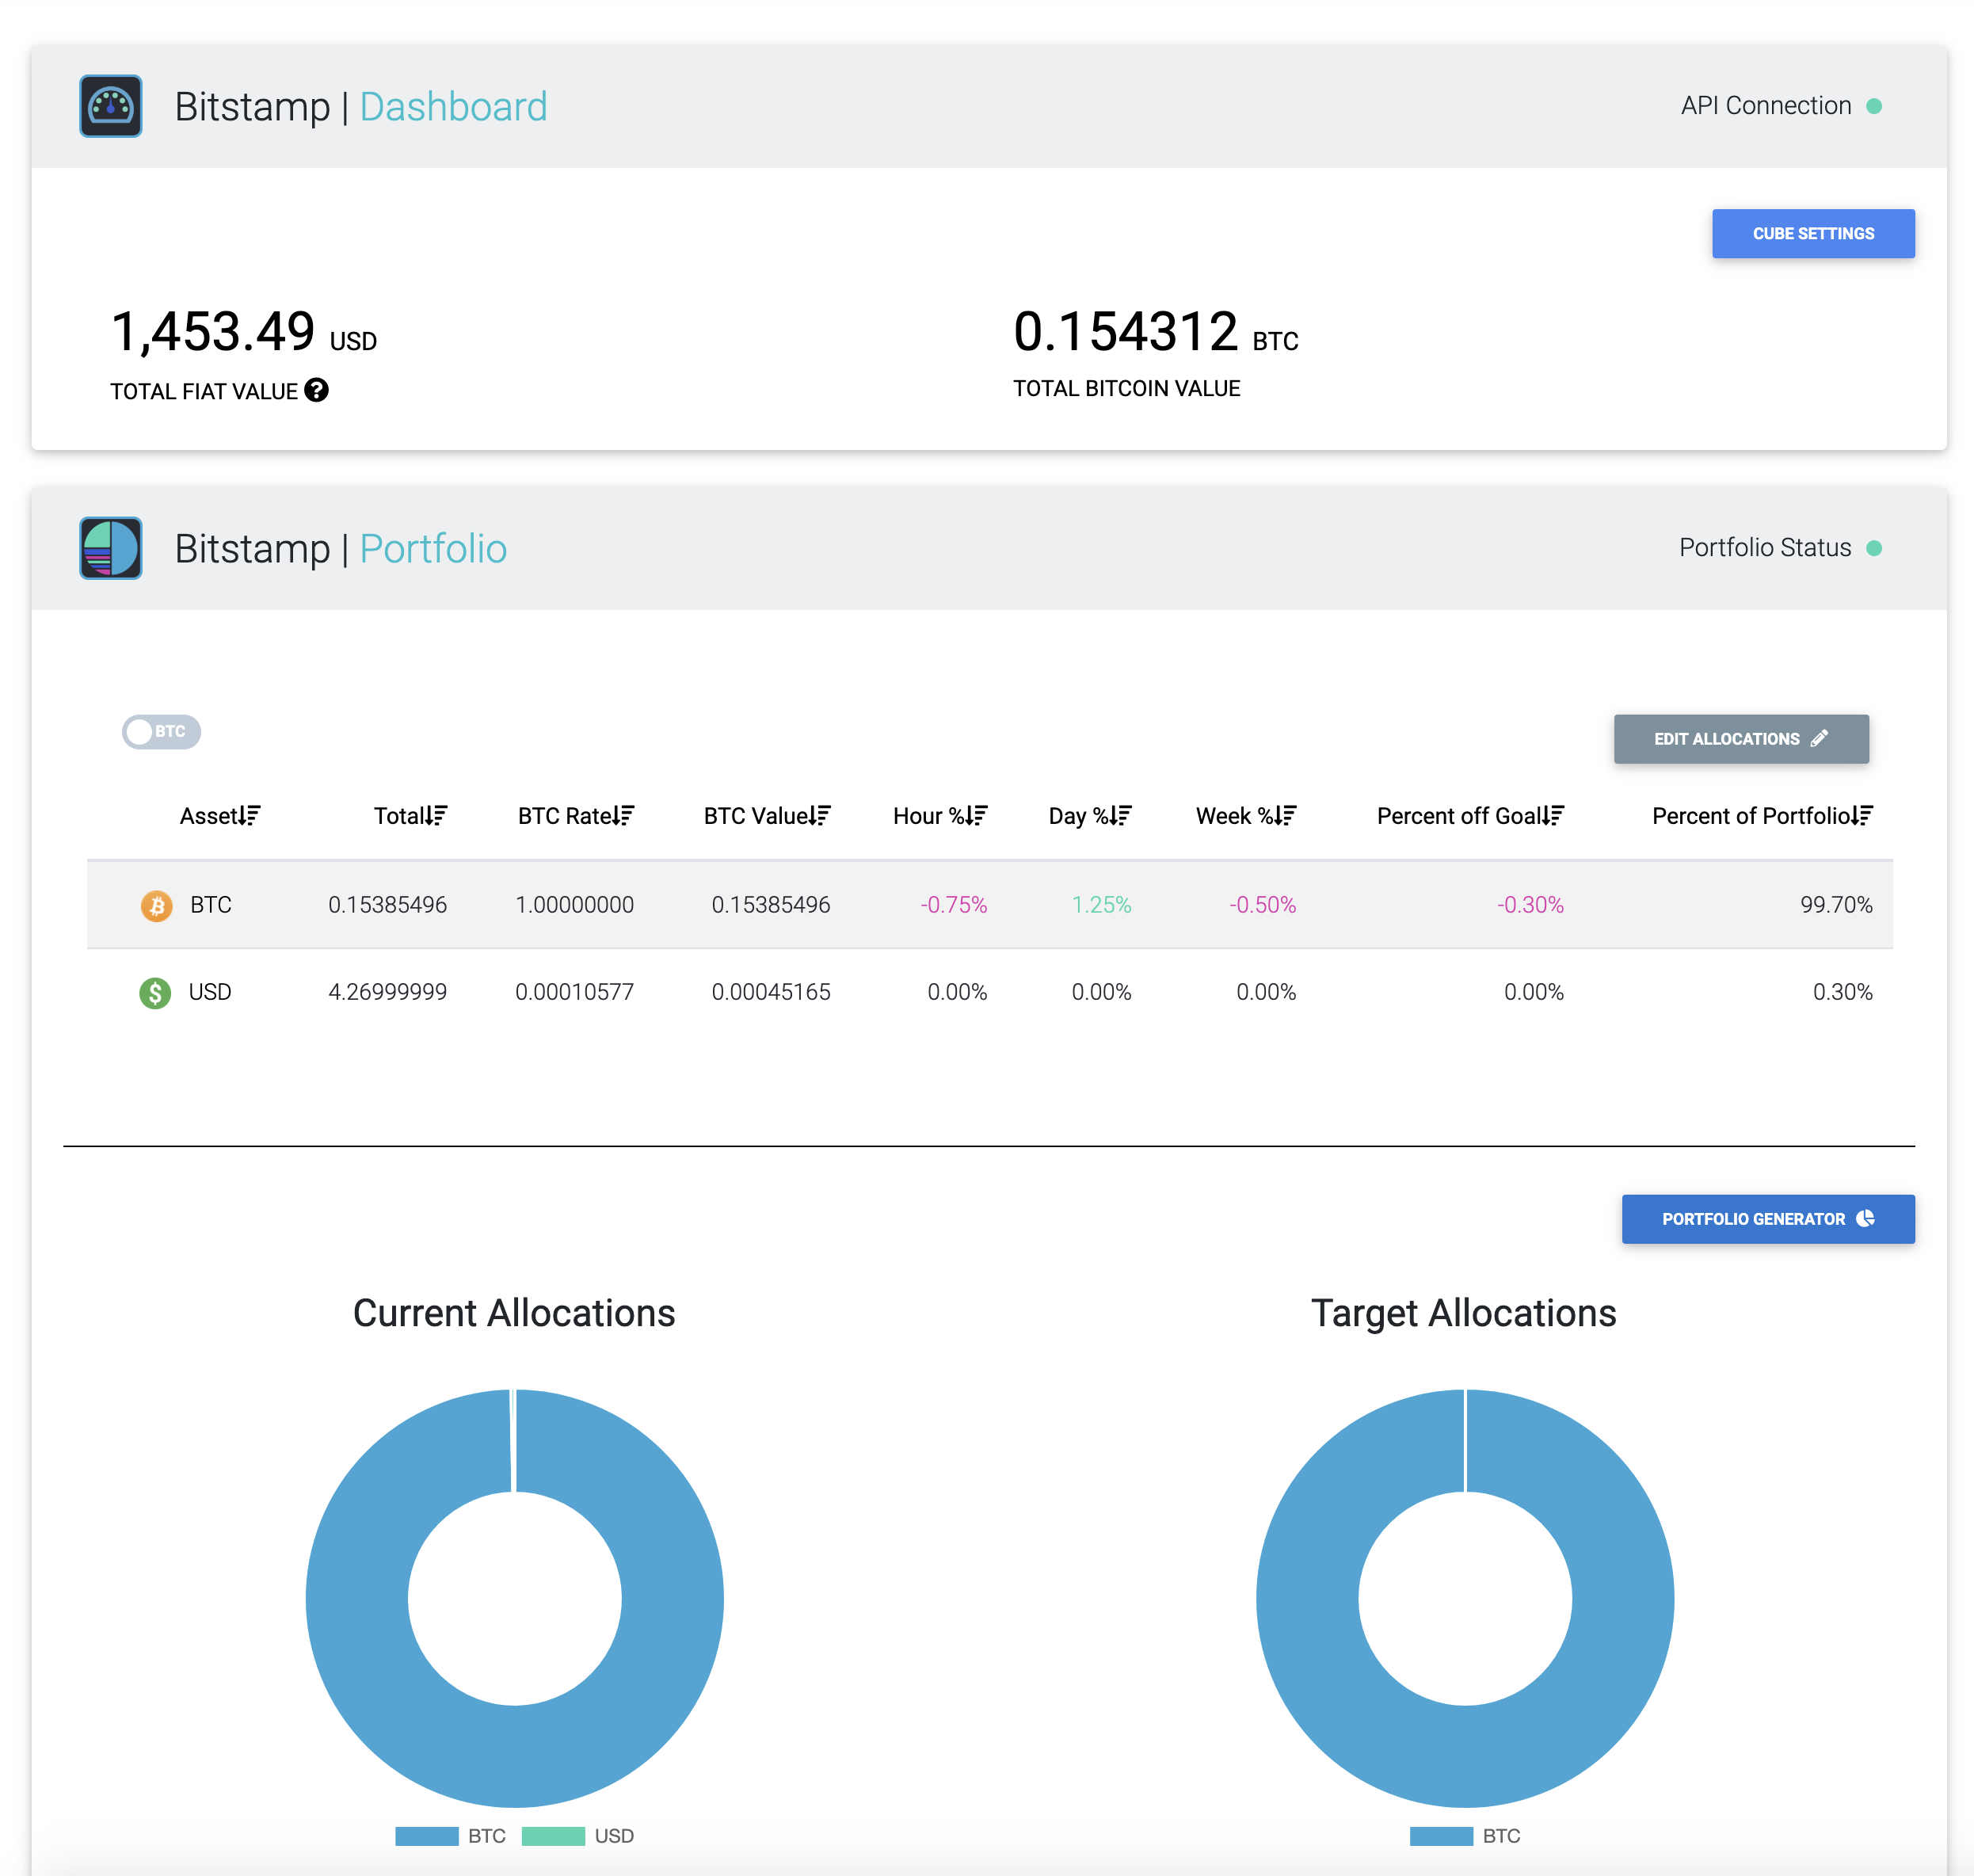 Bitstamp | Dashboard
API Connection
CUBE SETTINGS
1,453.49 USD
TOTAL FIAT VALUE
0.154312 BTC
TOTAL BITCOIN VALUE
Bitstamp | Portfolio
Portfolio Status
BTC
EDIT ALLOCATIONS
Asset Total BTC Rate BTC Value Hour % Day % Week % Percent off Goal Percent of Portfolio
BTC 0.15385496 1.00000000 0.15385496 -0.75% 1.25% -0.50% -0.30% 99.70%
USD 4.26999999 0.00010577 0.00045165 0.00% 0.00% 0.00% 0.00% 0.30%
PORTFOLIO GENERATOR
Current Allocations
Target Allocations
BTC USD
BTC